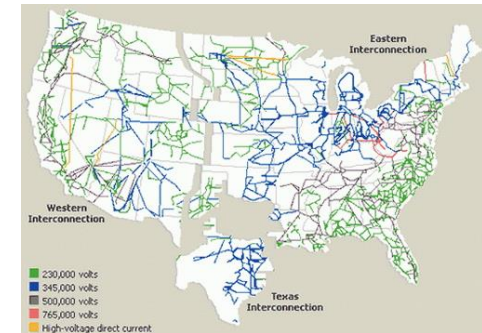 Eastern
Interconnection
Western
Interconnection
Texas
Interconnection
230,000 volts
345,000 volts
500,000 volts
765,000 volts
High-voltage direct current